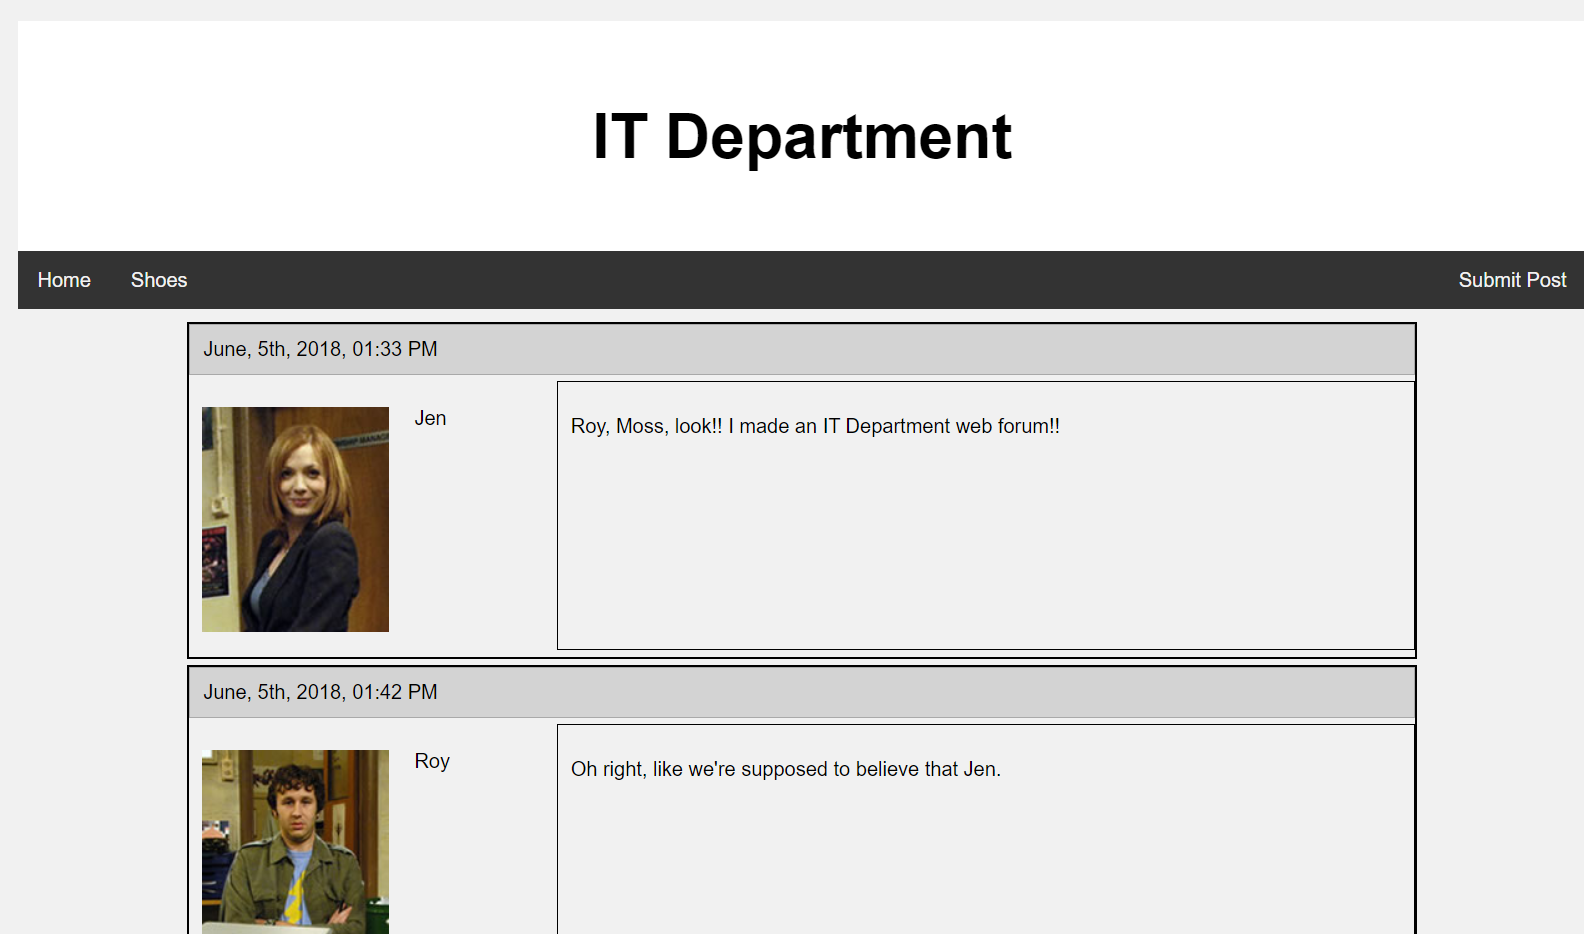 IT Department
Home
Shoes
Submit Post
June, 5th, 2018, 01:33 PM
Jen
Roy, Moss, look!! I made an IT Department web forum!!
June, 5th, 2018, 01:42 PM
Roy
Oh right, like we're supposed to believe that Jen.